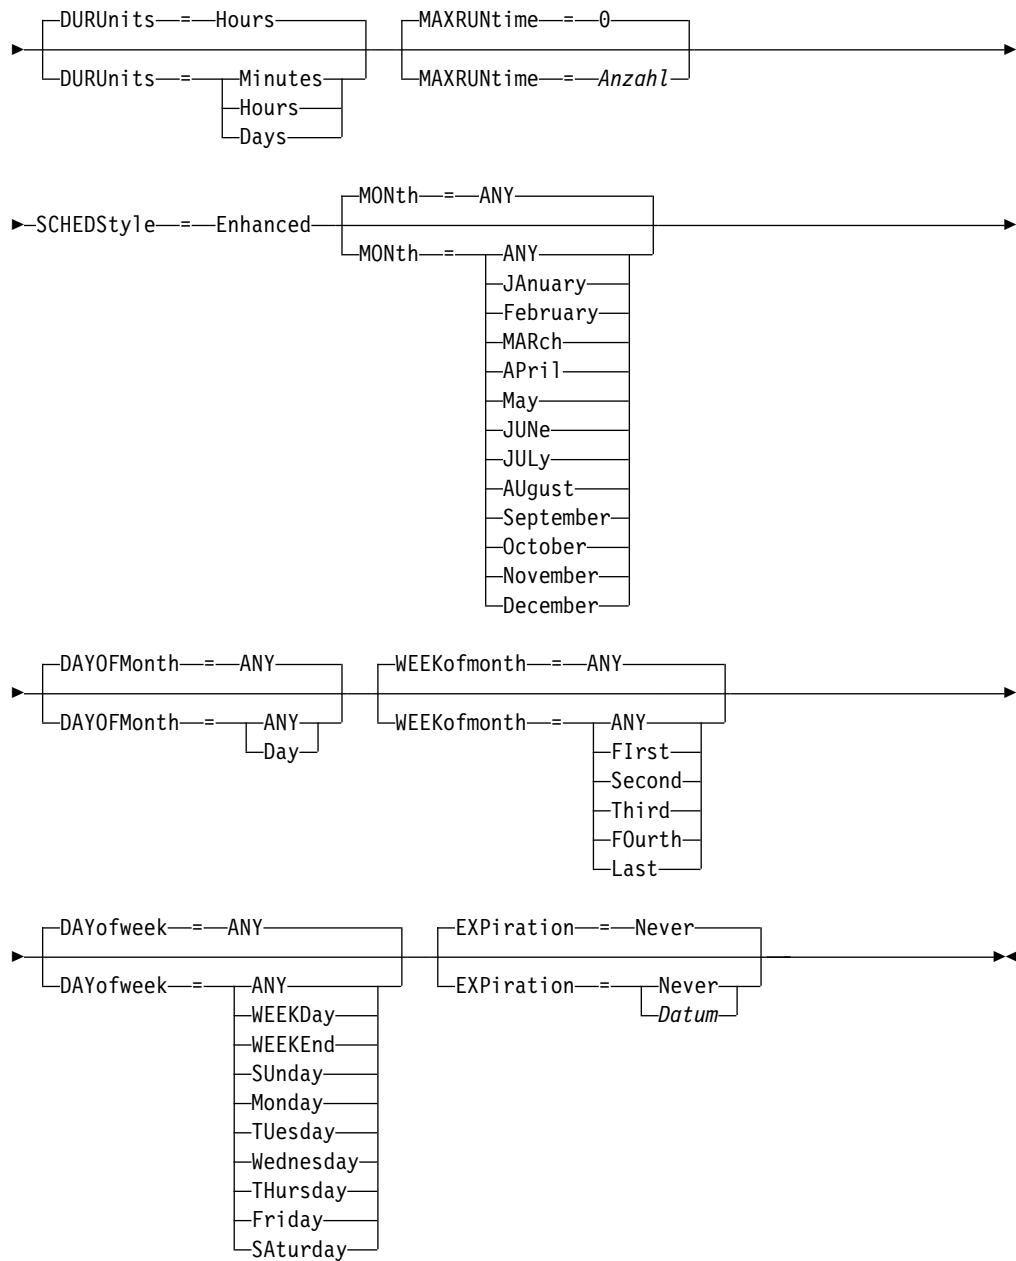 DURUnits = Hours MAXRUNtime = 0
DURUnits = Minutes MAXRUNtime = Anzahl
Hours
Days
SCHEDStyle = Enhanced MONth = ANY
MONth = ANY
JAnuary
February
MARch
APril
May
JUNe
JULy
AUgust
September
October
November
December
DAYOFMonth = ANY WEEKofmonth = ANY
DAYOFMonth = ANY WEEKofmonth = ANY
Day FIrst
Second
Third
FOurth
Last
DAYofweek = ANY EXPiration = Never
DAYofweek = ANY EXPiration = Never
WEEKDay Datum
WEEKEnd
SUnday
Monday
TUesday
Wednesday
THursday
Friday
SAturday